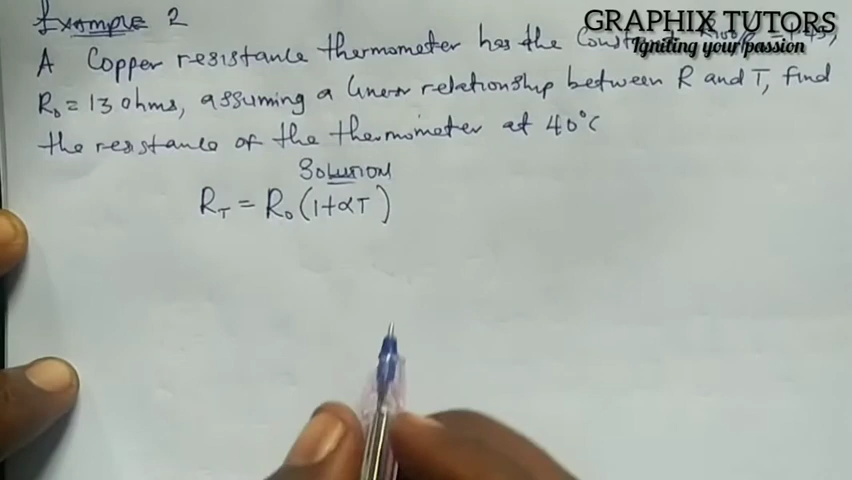 Example 2
GRAPHIX TUTORS
Igniting your passion
A Copper resistance thermometer has the
R₀ = 13 ohms, assuming a linear relationship between R and T, find
the resistance of the thermometer at 40°C
Solution
R_T = R₀ (1+αT)